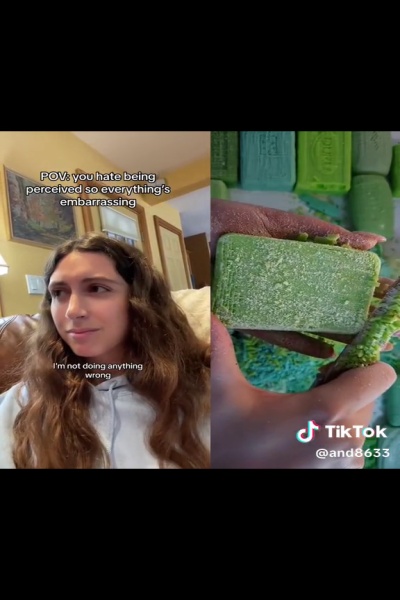 POV: you hate being
perceived so everything's
embarrassing
I'm not doing anything
wrong
TikTok
@and8633